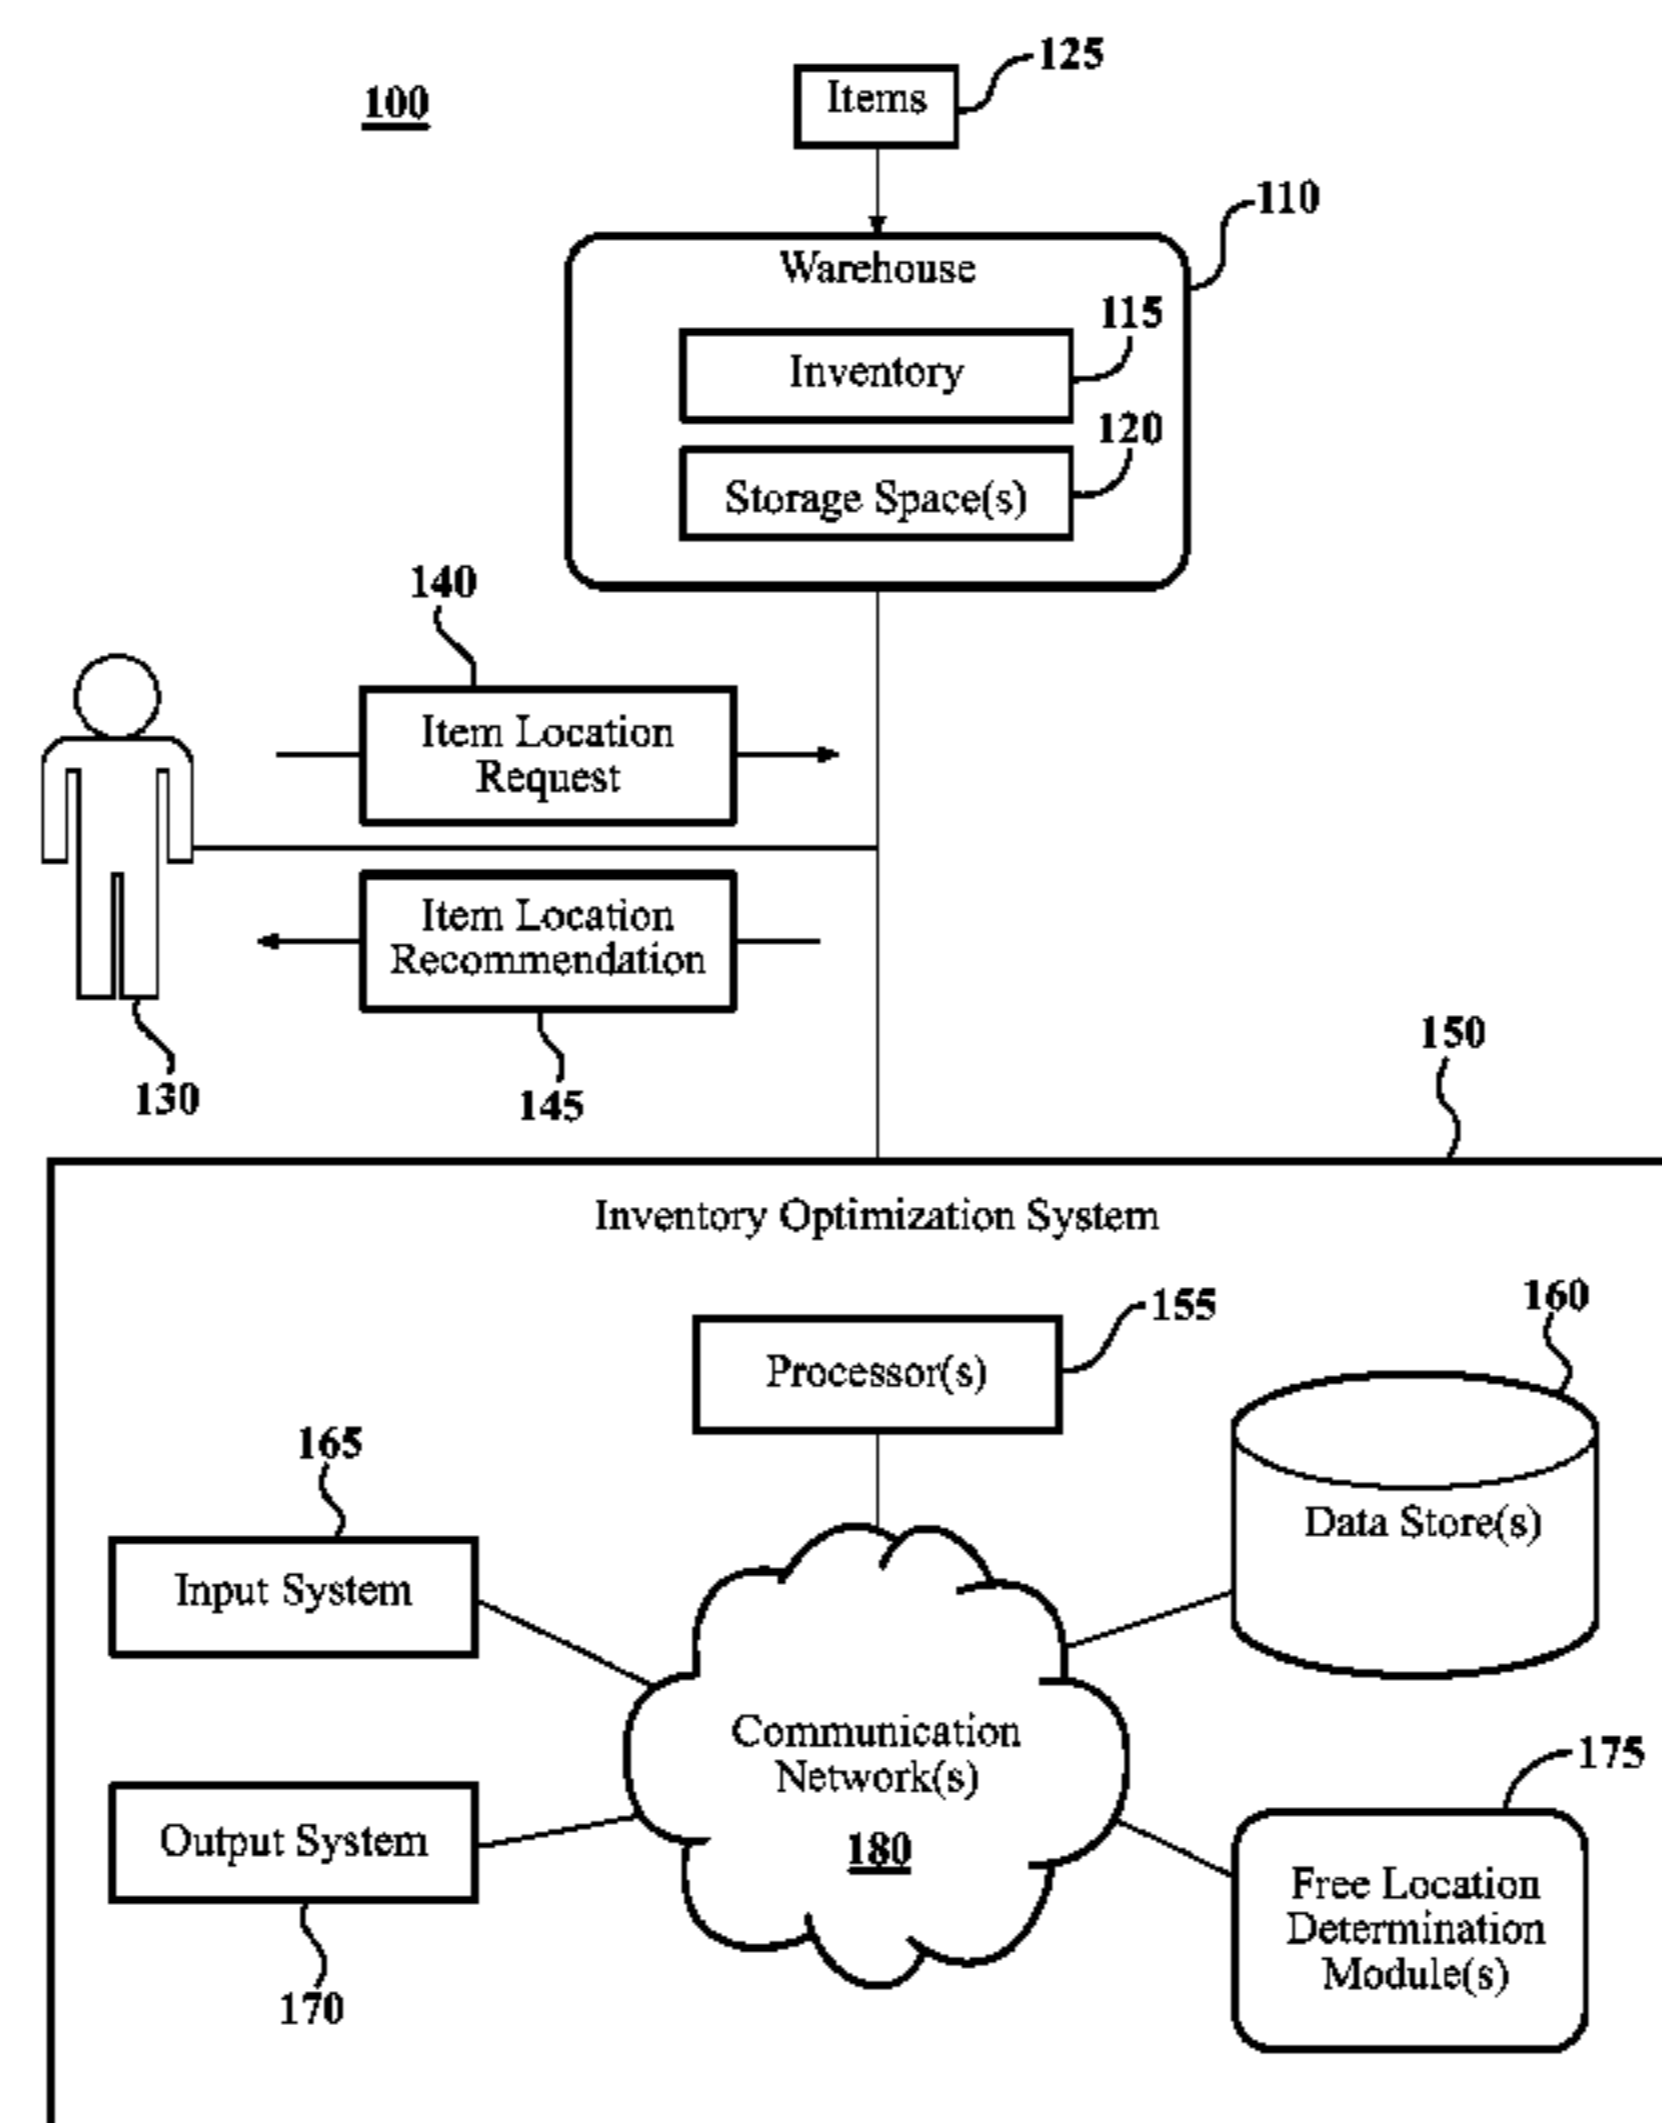 125
Items
100
110
Warehouse
115
Inventory
120
Storage Space(s)
140
Item Location
Request
Item Location
Recommendation
130
145
150
Inventory Optimization System
155
160
Processor(s)
165
Data Store(s)
Input System
Communication
Network(s)
175
Output System
180
Free Location
Determination
Module(s)
170